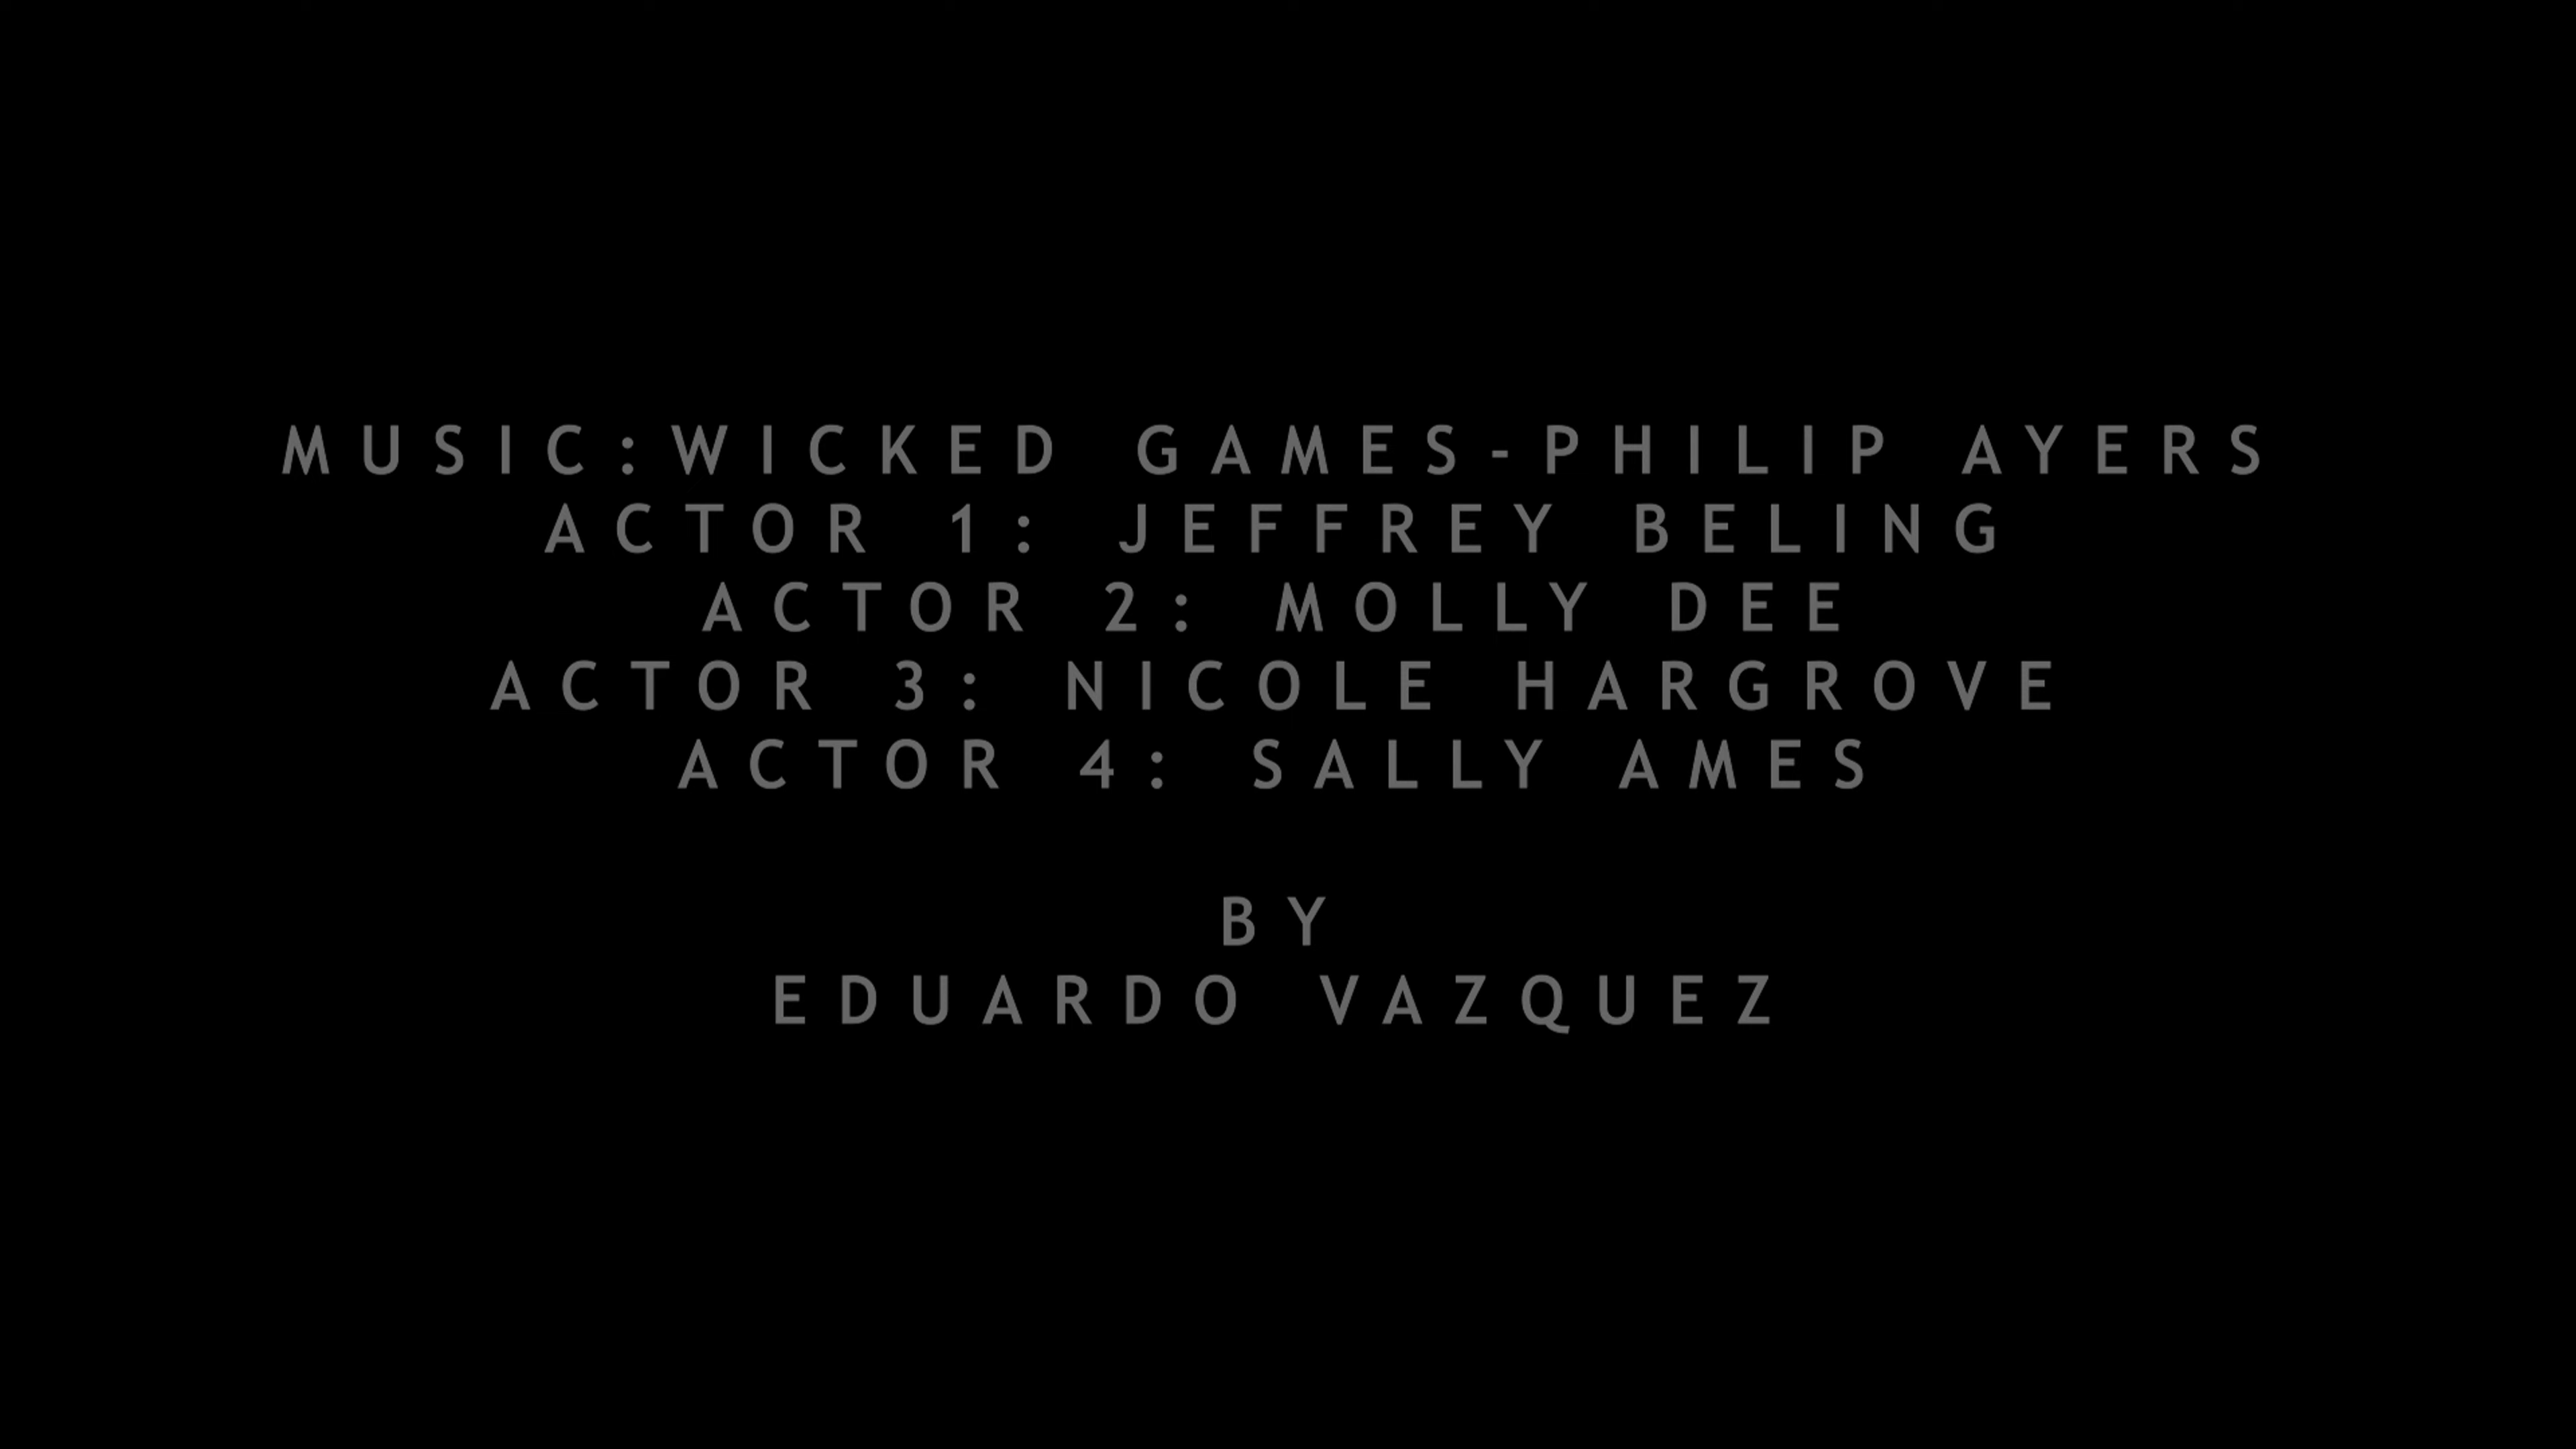 MUSIC:WICKED GAMES-PHILIP AYERS
ACTOR 1: JEFFREY BELING
ACTOR 2: MOLLY DEE
ACTOR 3: NICOLE HARGROVE
ACTOR 4: SALLY AMES
BY
EDUARDO VAZQUEZ